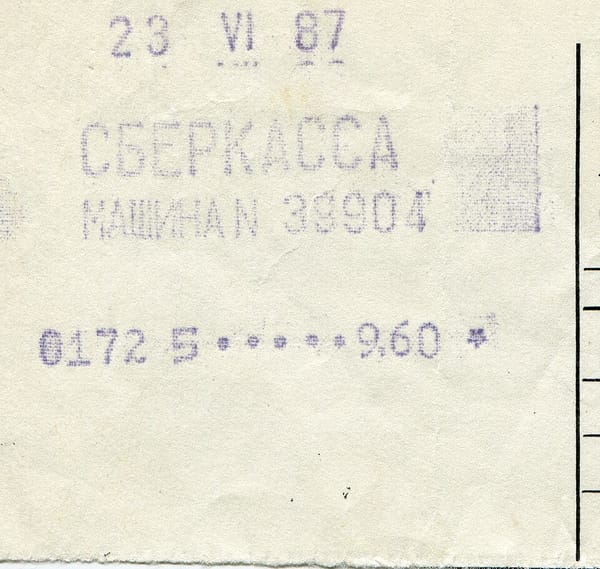 23 VI 87
СБЕРКАССА
МАШИНА N 39904
0172 5 • • • • • 9.60 *